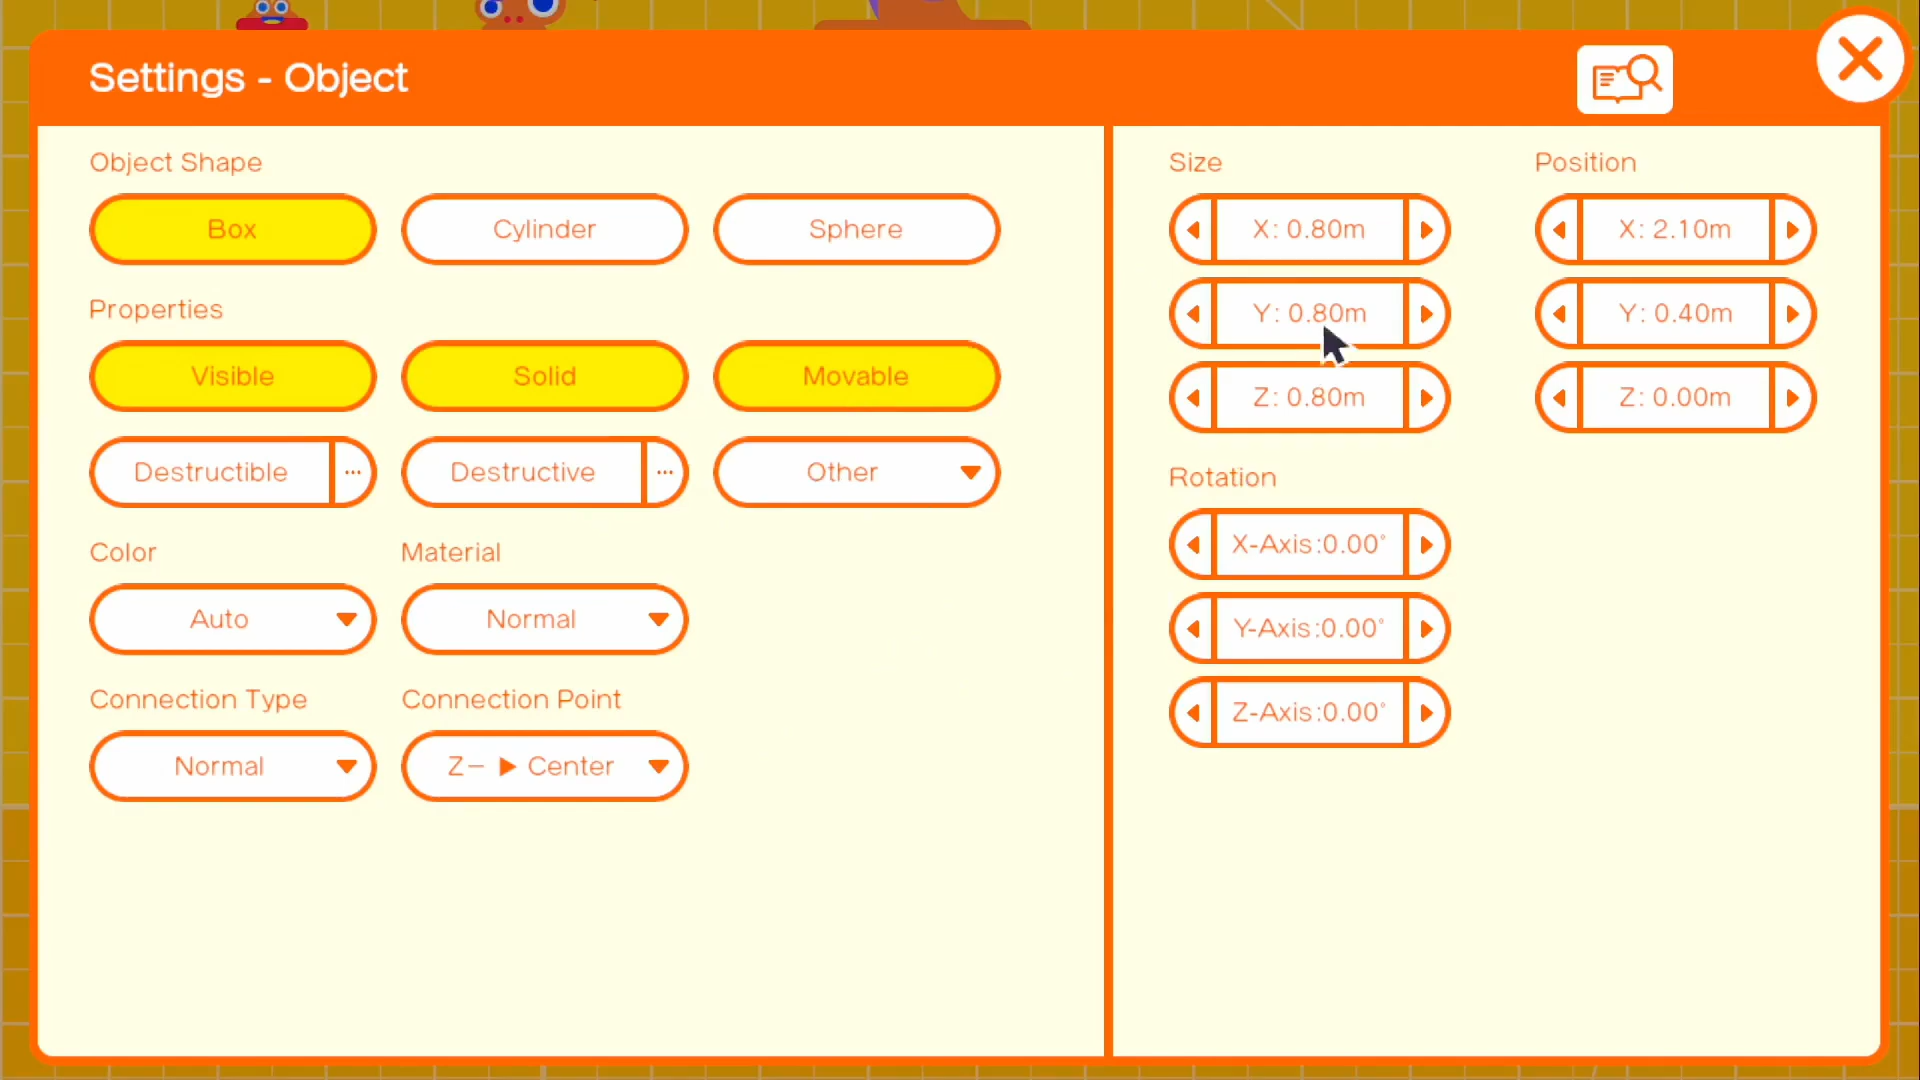 Settings - Object
Object Shape
Box
Cylinder
Sphere
Properties
Visible
Solid
Movable
Destructible
...
Destructive
...
Other
Color
Material
Auto
Normal
Connection Type
Connection Point
Normal
Z− ▶ Center
Size
Position
X: 0.80m
X: 2.10m
Y: 0.80m
Y: 0.40m
Z: 0.80m
Z: 0.00m
Rotation
X-Axis:0.00°
Y-Axis:0.00°
Z-Axis:0.00°